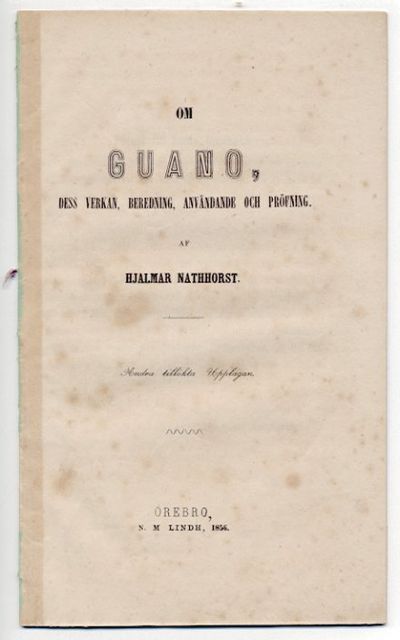 OM
GUANO,
DESS VERKAN, BEREDNING, ANVÄNDANDE OCH PRÖFNING.
AF
HJALMAR NATHHORST.
Andra tillökta Upplagan.
ÖREBRO,
N. M LINDH, 1856.